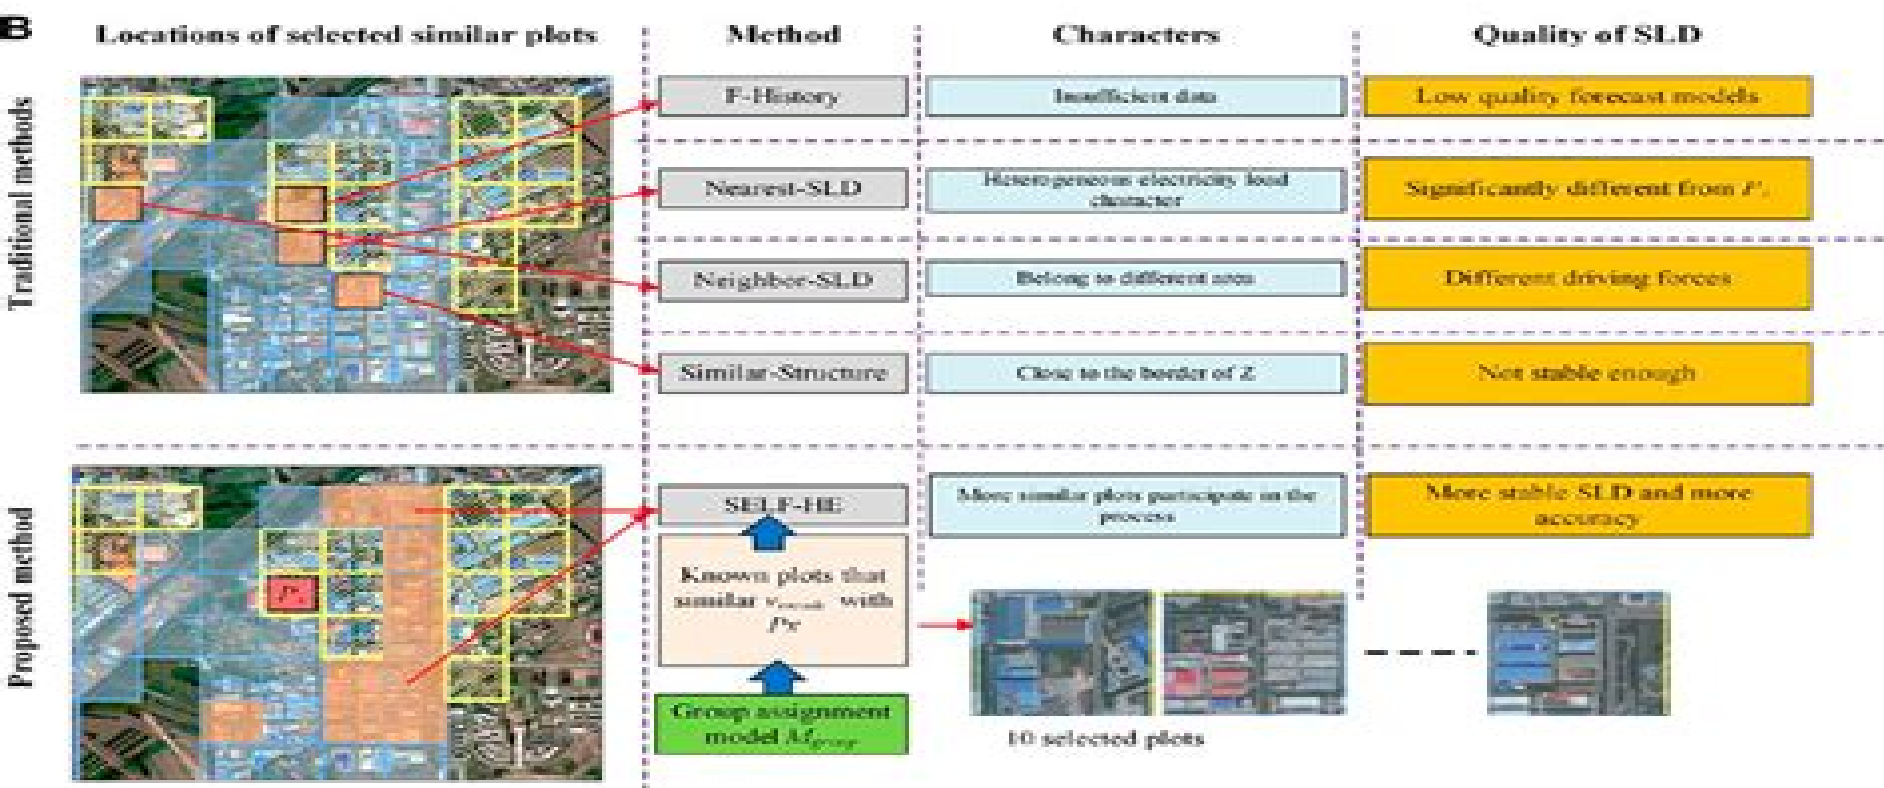 B
Locations of selected similar plots
Method
Characters
Quality of SLD
Traditional methods
F-History
Insufficient data
Low quality forecast models
Nearest-SLD
Heterogeneous electricity load
character
Significantly different from
Neighbor-SLD
Belong to different area
Different driving forces
Similar-Structure
Close to the border of Z
Not stable enough
Proposed method
SELF-HE
More similar plots participate in the
process
More stable SLD and more
accuracy
Known plots that
similar with
Group assignment
model
10 selected plots